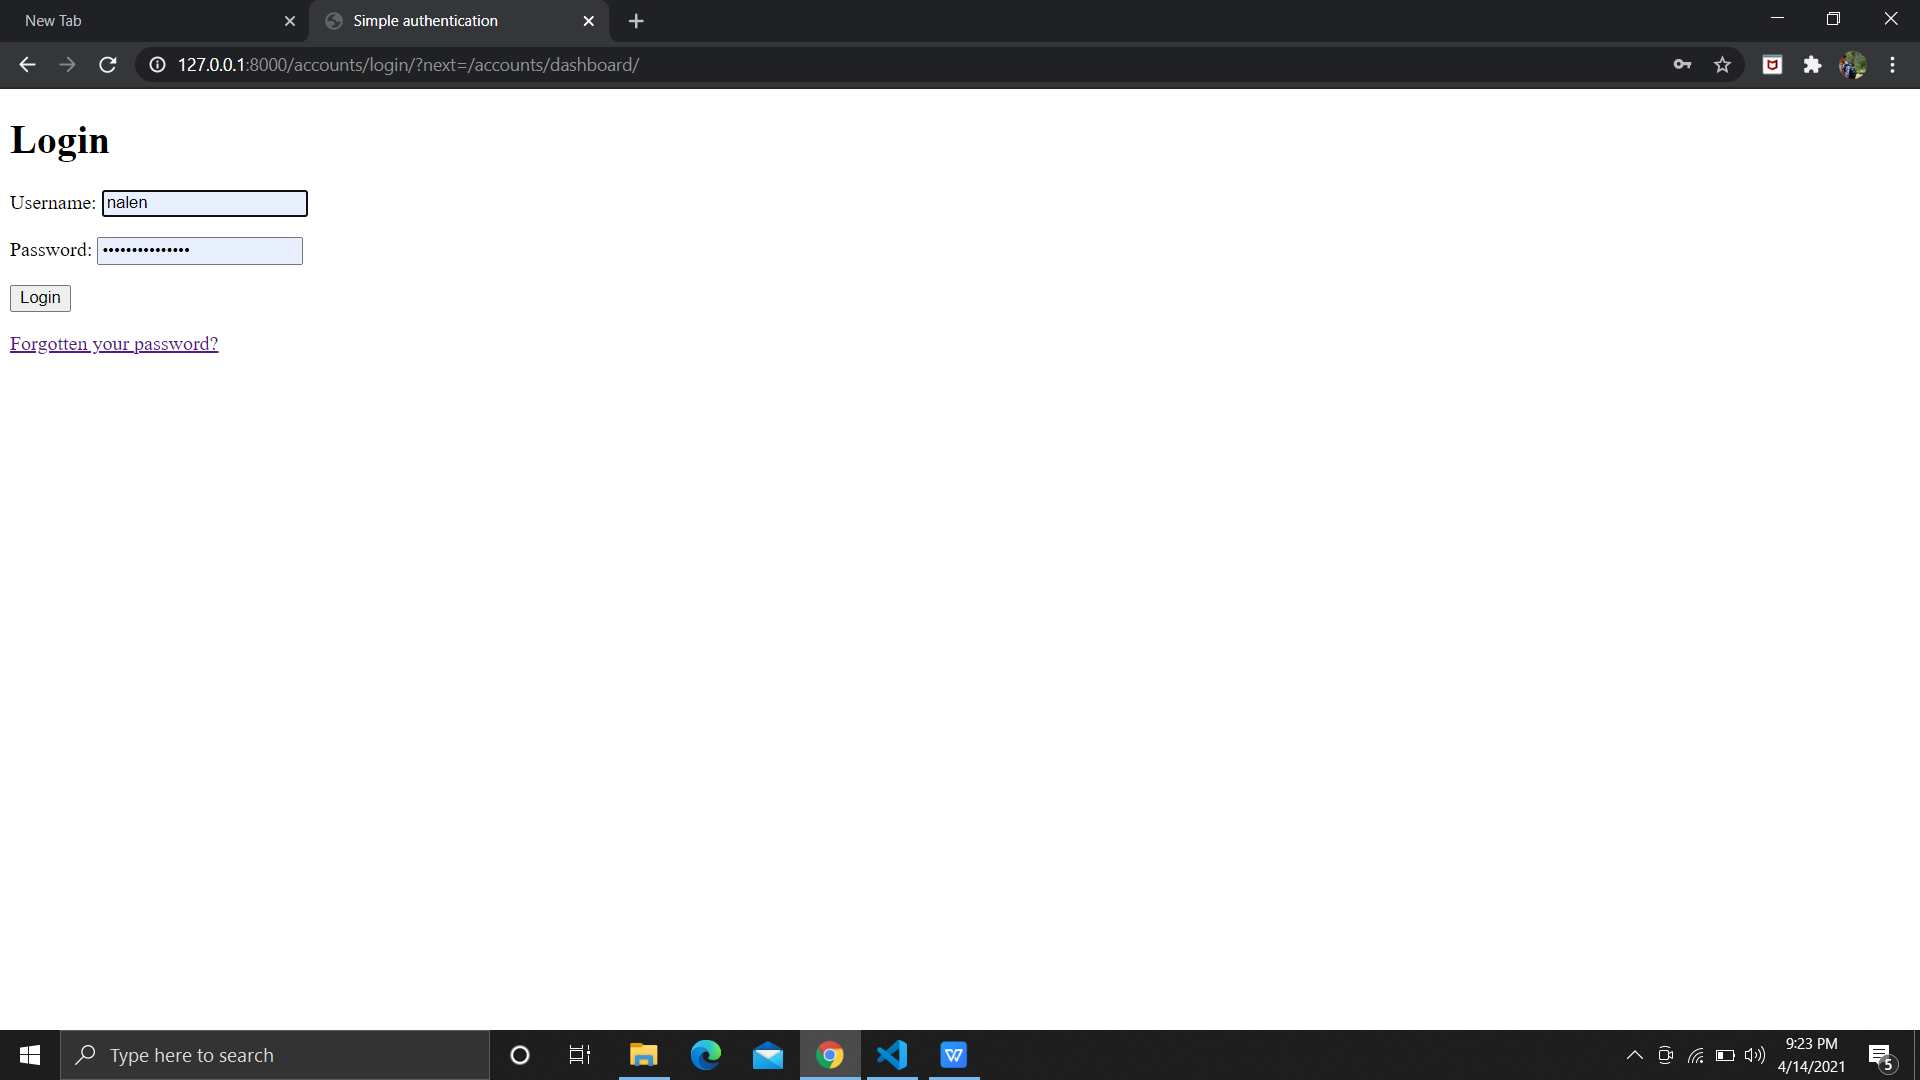 New Tab
Simple authentication
127.0.0.1:8000/accounts/login/?next=/accounts/dashboard/
Login
Username: nalen
Password: •••••••••••••••
Login
Forgotten your password?
Type here to search
W
9:23 PM
4/14/2021
5